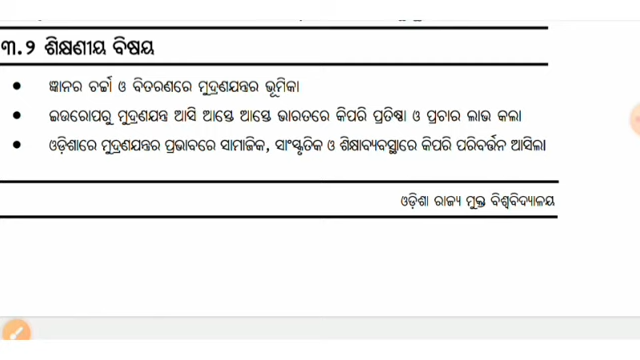 ୩.୨ ଶିକ୍ଷଣୀୟ ବିଷୟ
● ଜ୍ଞାନର ଚର୍ଚ୍ଚା ଓ ବିତରଣରେ ମୁଦ୍ରଣଯନ୍ତ୍ରର ଭୂମିକା
● ଇଉରୋପରୁ ମୁଦ୍ରଣଯନ୍ତ୍ର ଆସି ଆସ୍ତେ ଆସ୍ତେ ଭାରତରେ କିପରି ପ୍ରତିଷ୍ଠା ଓ ପ୍ରଚାର ଲାଭ କଲା
● ଓଡ଼ିଶାରେ ମୁଦ୍ରଣଯନ୍ତ୍ରର ପ୍ରଭାବରେ ସାମାଜିକ, ସାଂସ୍କୃତିକ ଓ ଶିକ୍ଷାବ୍ୟବସ୍ଥାରେ କିପରି ପରିବର୍ତ୍ତନ ଆସିଲା
ଓଡ଼ିଶା ରାଜ୍ୟ ମୁକ୍ତ ବିଶ୍ୱବିଦ୍ୟାଳୟ